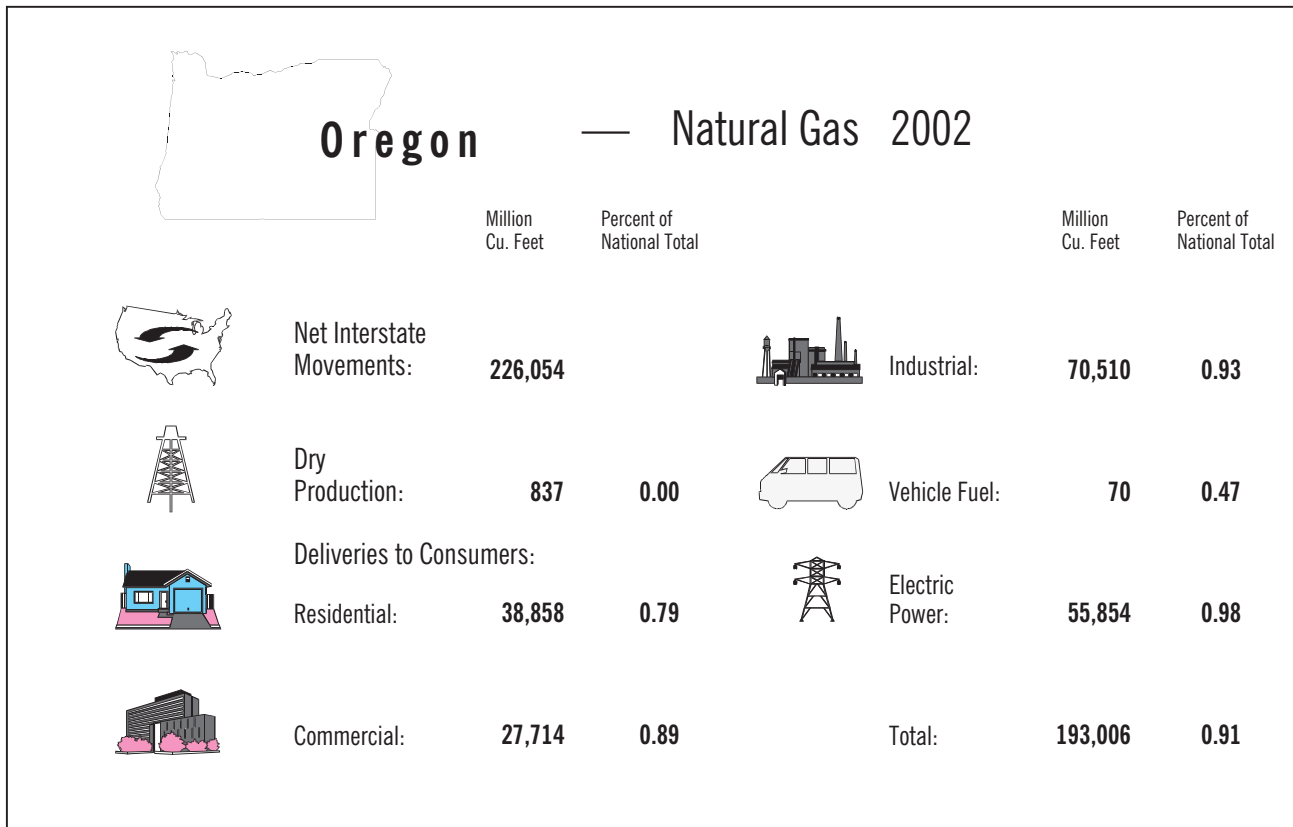 Oregon — Natural Gas 2002
Million
Cu. Feet
Percent of
National Total
Million
Cu. Feet
Percent of
National Total
Net Interstate
Movements: 226,054
Industrial: 70,510 0.93
Dry
Production: 837 0.00
Vehicle Fuel: 70 0.47
Deliveries to Consumers:
Residential: 38,858 0.79
Electric
Power: 55,854 0.98
Commercial: 27,714 0.89
Total: 193,006 0.91